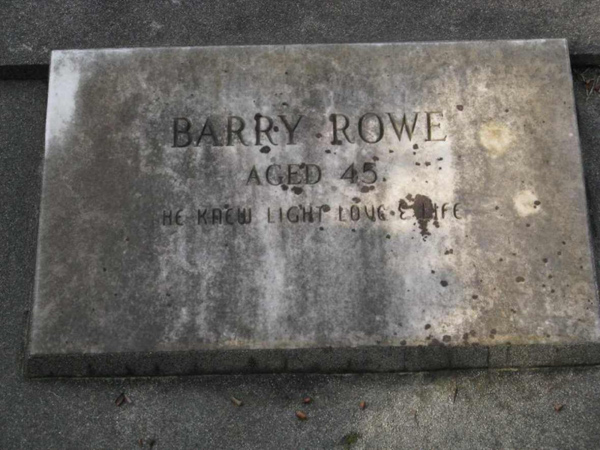 BARRY ROWE
AGED 45.
HE KNEW LIGHT LOVE & LIFE